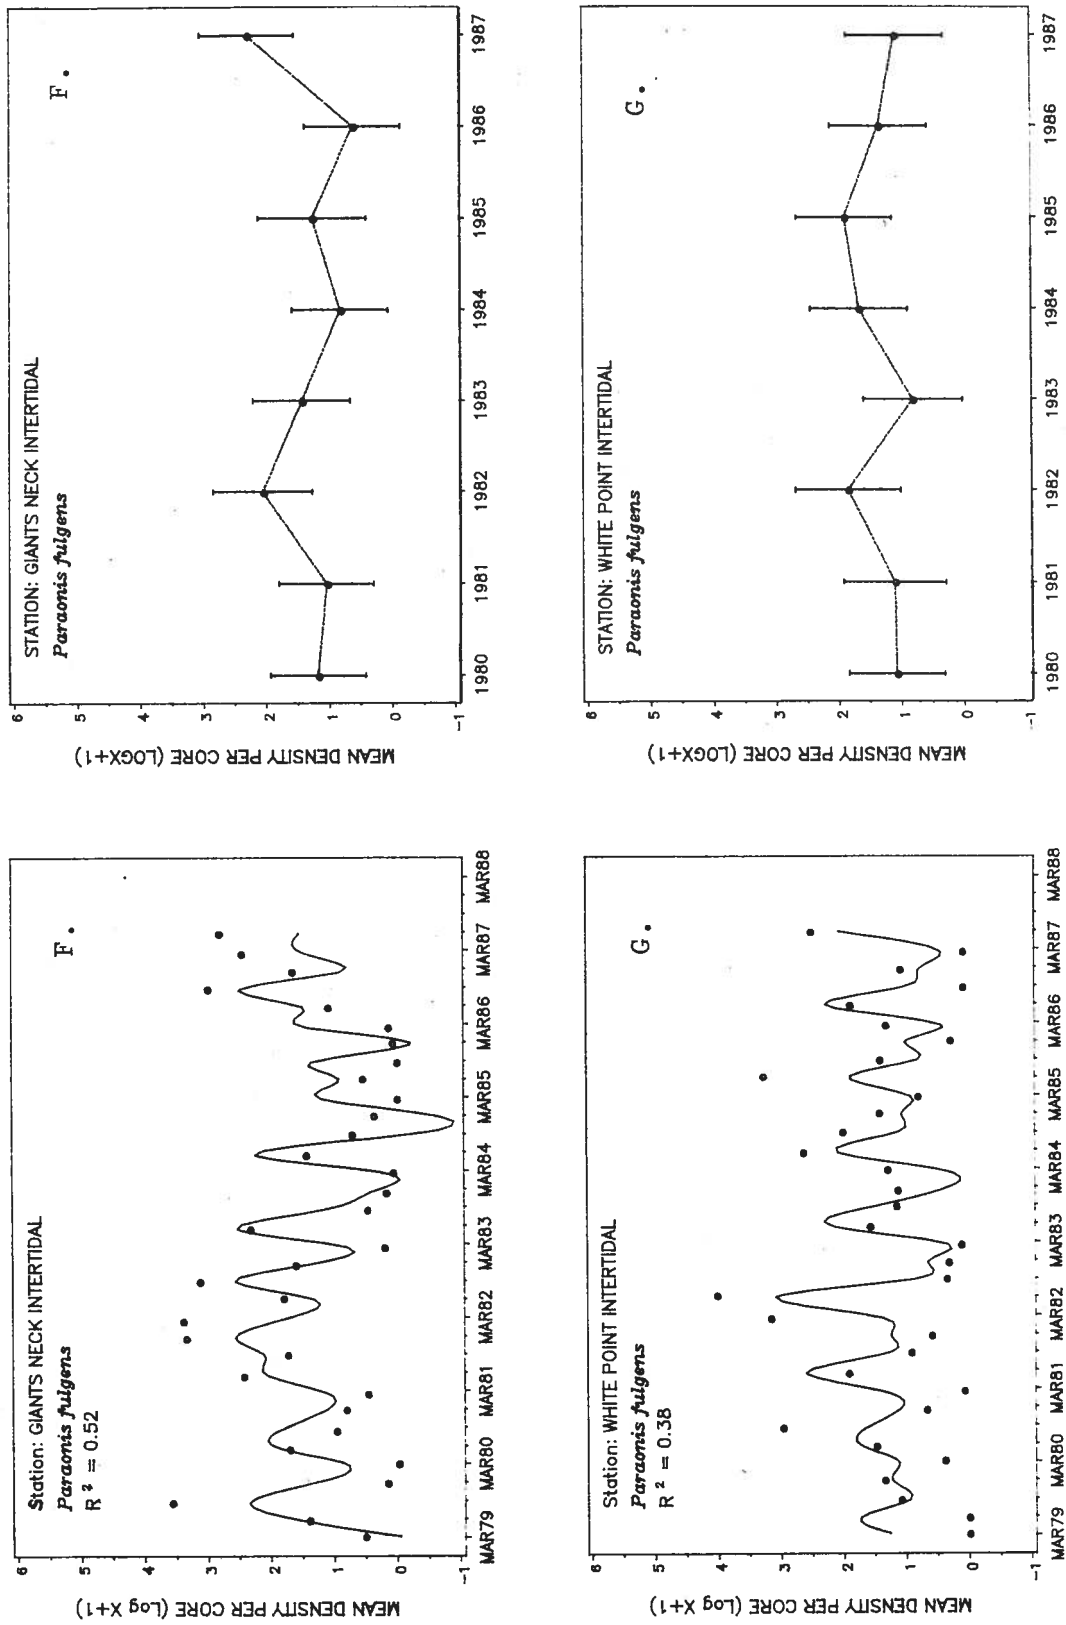 Station: GIANTS NECK INTERTIDAL
Paraonis fulgens
R² = 0.52
F.
MEAN DENSITY PER CORE (Log X+1)
6
5
4
3
2
1
0
-1
MAR79 MAR80 MAR81 MAR82 MAR83 MAR84 MAR85 MAR86 MAR87 MAR88
STATION: GIANTS NECK INTERTIDAL
Paraonis fulgens
F.
MEAN DENSITY PER CORE (LOGX+1)
6
5
4
3
2
1
0
-1
1980 1981 1982 1983 1984 1985 1986 1987
Station: WHITE POINT INTERTIDAL
Paraonis fulgens
R² = 0.38
G.
MEAN DENSITY PER CORE (Log X+1)
6
5
4
3
2
1
0
-1
MAR79 MAR80 MAR81 MAR82 MAR83 MAR84 MAR85 MAR86 MAR87 MAR88
STATION: WHITE POINT INTERTIDAL
Paraonis fulgens
G.
MEAN DENSITY PER CORE (LOGX+1)
6
5
4
3
2
1
0
-1
1980 1981 1982 1983 1984 1985 1986 1987